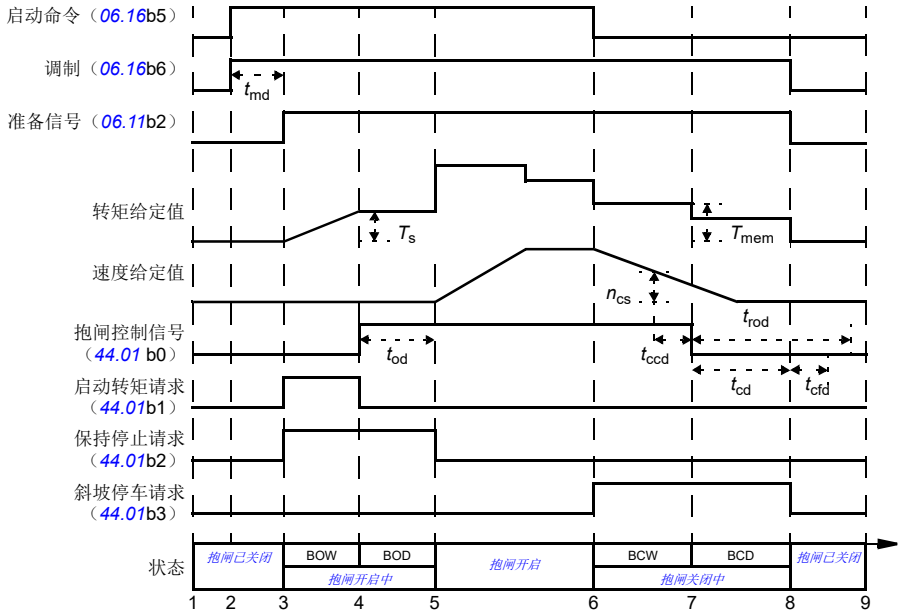 启动命令（06.16b5）
调制（06.16b6）
tmd
准备信号（06.11b2）
转矩给定值
Ts
Tmem
速度给定值
ncs
trod
抱闸控制信号
（44.01 b0）
tod
tccd
tcd
tcfd
启动转矩请求
（44.01b1）
保持停止请求
（44.01b2）
斜坡停车请求
（44.01b3）
状态
抱闸已关闭
BOW
BOD
抱闸开启中
抱闸开启
BCW
BCD
抱闸关闭中
抱闸已关闭
1 2 3 4 5 6 7 8 9